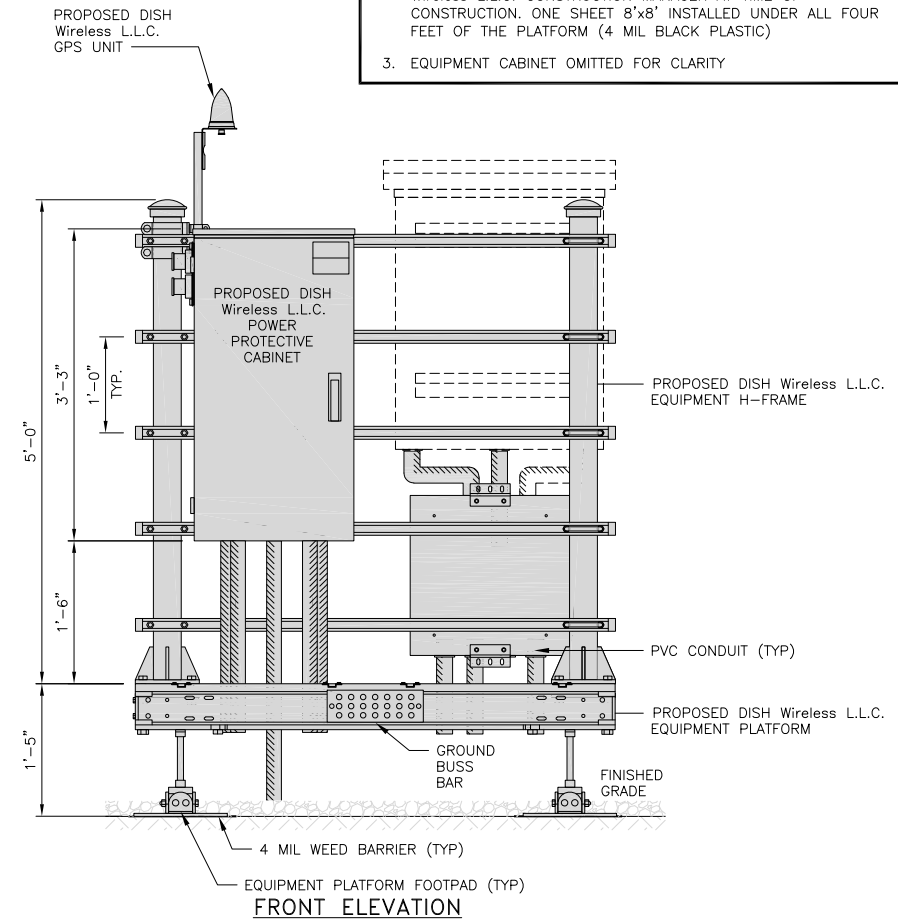 PROPOSED DISH
Wireless L.L.C.
GPS UNIT
CONSTRUCTION. ONE SHEET 8'x8' INSTALLED UNDER ALL FOUR
FEET OF THE PLATFORM (4 MIL BLACK PLASTIC)
3. EQUIPMENT CABINET OMITTED FOR CLARITY
PROPOSED DISH
Wireless L.L.C.
POWER
PROTECTIVE
CABINET
5'-0"
3'-3"
1'-0"
TYP.
1'-6"
1'-5"
PROPOSED DISH Wireless L.L.C.
EQUIPMENT H-FRAME
PVC CONDUIT (TYP)
PROPOSED DISH Wireless L.L.C.
EQUIPMENT PLATFORM
GROUND
BUSS
BAR
FINISHED
GRADE
4 MIL WEED BARRIER (TYP)
EQUIPMENT PLATFORM FOOTPAD (TYP)
FRONT ELEVATION